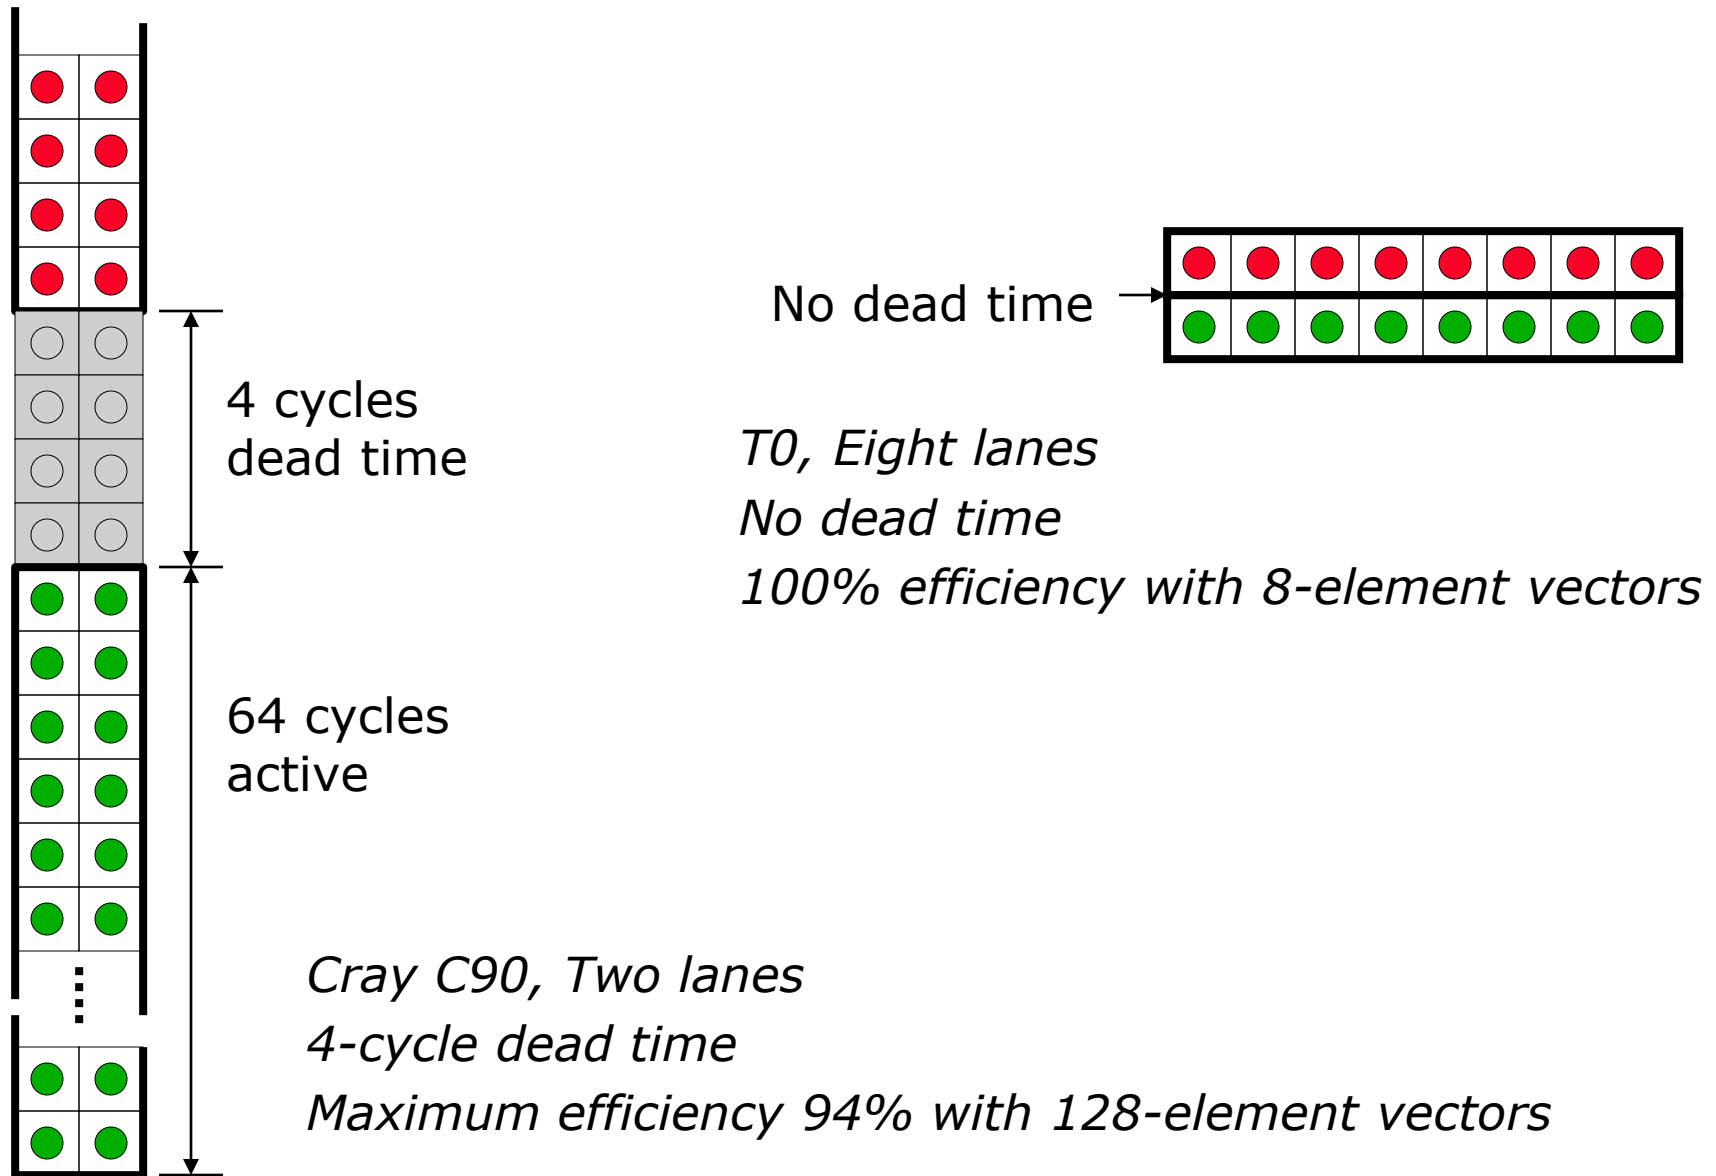 No dead time
4 cycles
dead time
T0, Eight lanes
No dead time
100% efficiency with 8-element vectors
64 cycles
active
Cray C90, Two lanes
4-cycle dead time
Maximum efficiency 94% with 128-element vectors